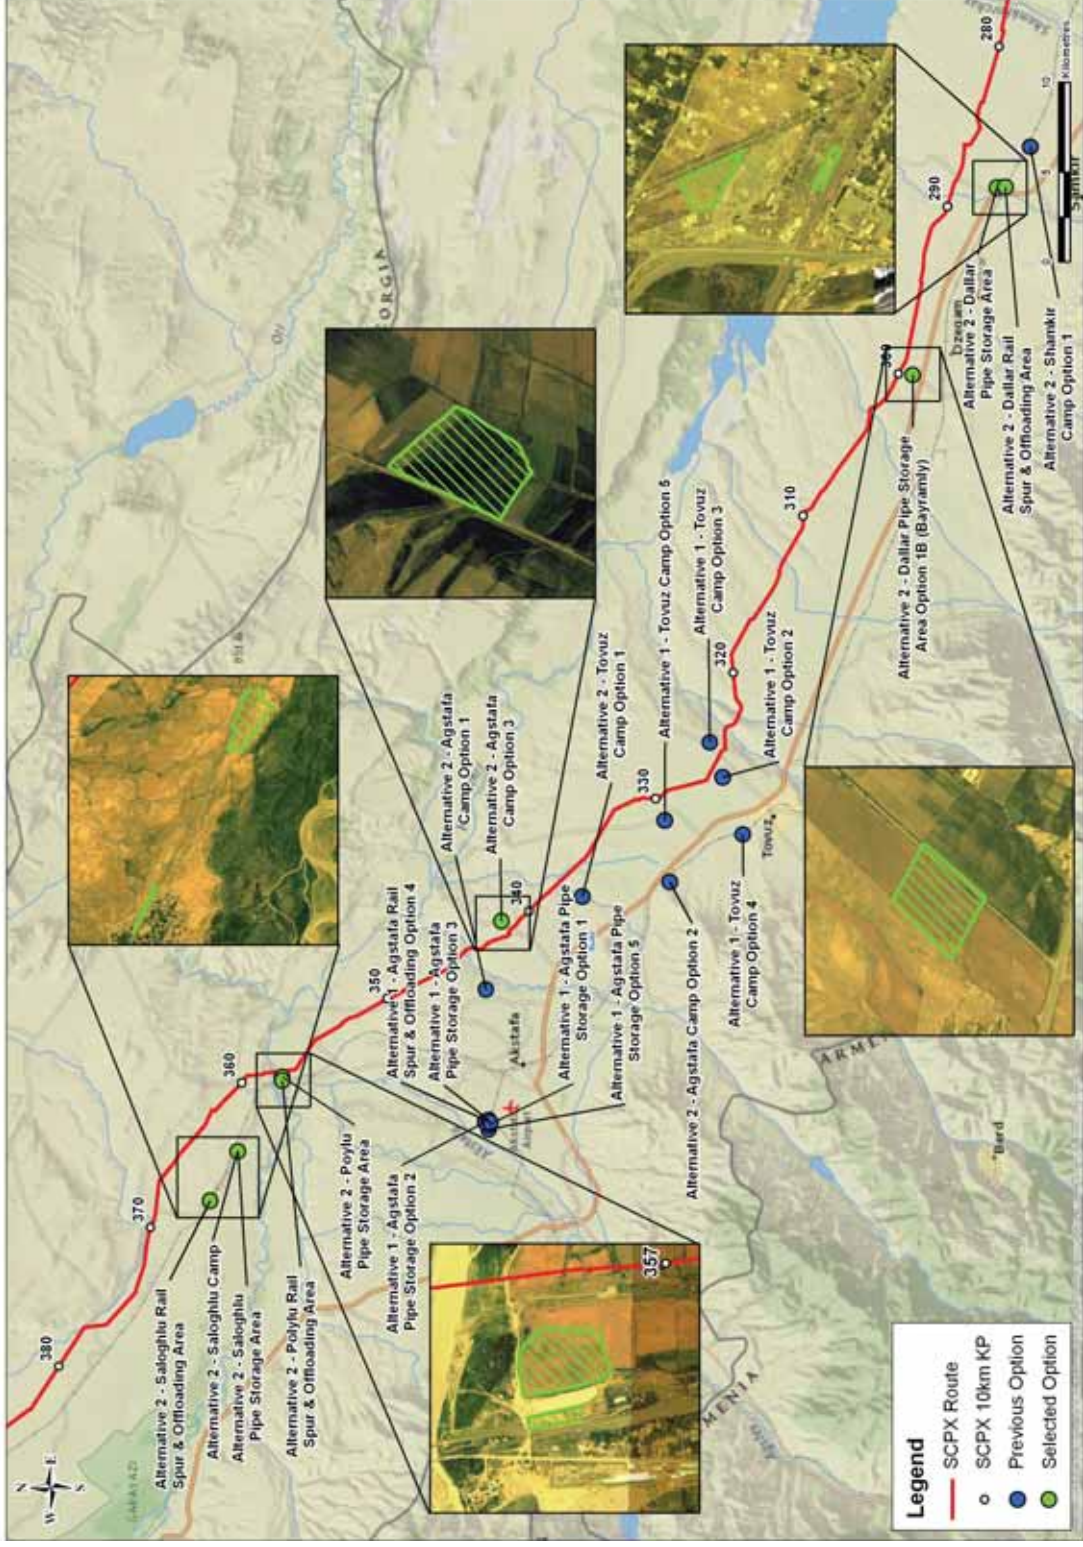 N
W E
S
380
370
360
350
340
330
320
310
290
280
357
Alternative 2 - Saloghlu Rail
Spur & Offloading Area
Alternative 2 - Saloghlu Camp
Alternative 2 - Saloghlu
Pipe Storage Area
Alternative 2 - Polylu Rail
Spur & Offloading Area
Alternative 2 - Poylu
Pipe Storage Area
Alternative 1 - Agstafa
Pipe Storage Option 2
Alternative 1 - Agstafa Rail
Spur & Offloading Option 4
Alternative 1 - Agstafa
Pipe Storage Option 3
Alternative 1 - Agstafa Pipe
Storage Option 1
Alternative 1 - Agstafa Pipe
Storage Option 5
Alternative 2 - Agstafa
Camp Option 1
Alternative 2 - Agstafa
Camp Option 3
Alternative 2 - Agstafa Camp Option 2
Alternative 2 - Tovuz
Camp Option 1
Alternative 1 - Tovuz Camp Option 5
Alternative 1 - Tovuz
Camp Option 3
Alternative 1 - Tovuz
Camp Option 2
Alternative 1 - Tovuz
Camp Option 4
Alternative 2 - Dallar Pipe Storage
Area Option 1B (Bayramly)
Alternative 2 - Dallar
Pipe Storage Area
Alternative 2 - Dallar Rail
Spur & Offloading Area
Alternative 2 - Shamkir
Camp Option 1
Akstafa
Tovuz
Dzegam
Berd
0 5 10
Kilometres
Legend
SCPX Route
SCPX 10km KP
Previous Option
Selected Option